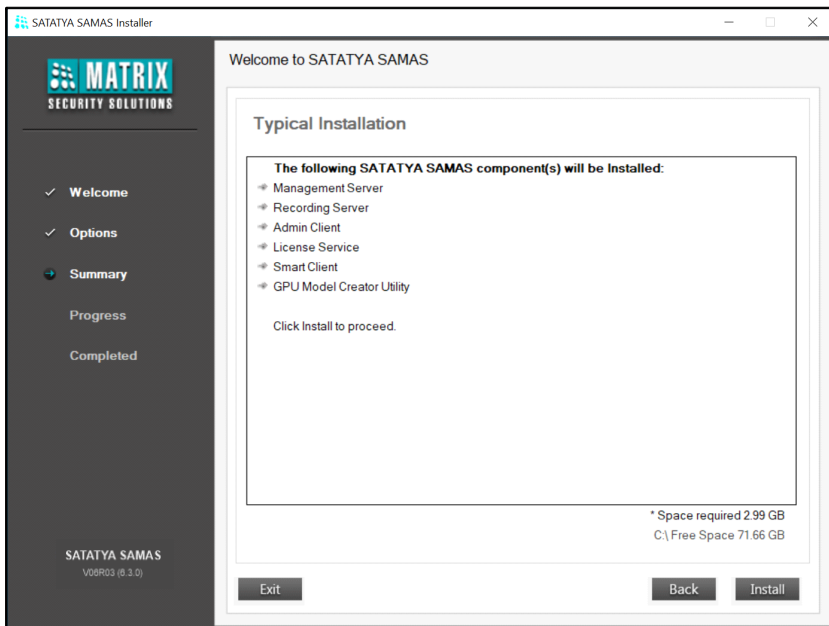 SATATYA SAMAS Installer
MATRIX
SECURITY SOLUTIONS
Welcome
Options
Summary
Progress
Completed
SATATYA SAMAS
V06R03 (6.3.0)
Welcome to SATATYA SAMAS
Typical Installation
The following SATATYA SAMAS component(s) will be Installed:
Management Server
Recording Server
Admin Client
License Service
Smart Client
GPU Model Creator Utility
Click Install to proceed.
* Space required 2.99 GB
C:\ Free Space 71.66 GB
Exit
Back
Install